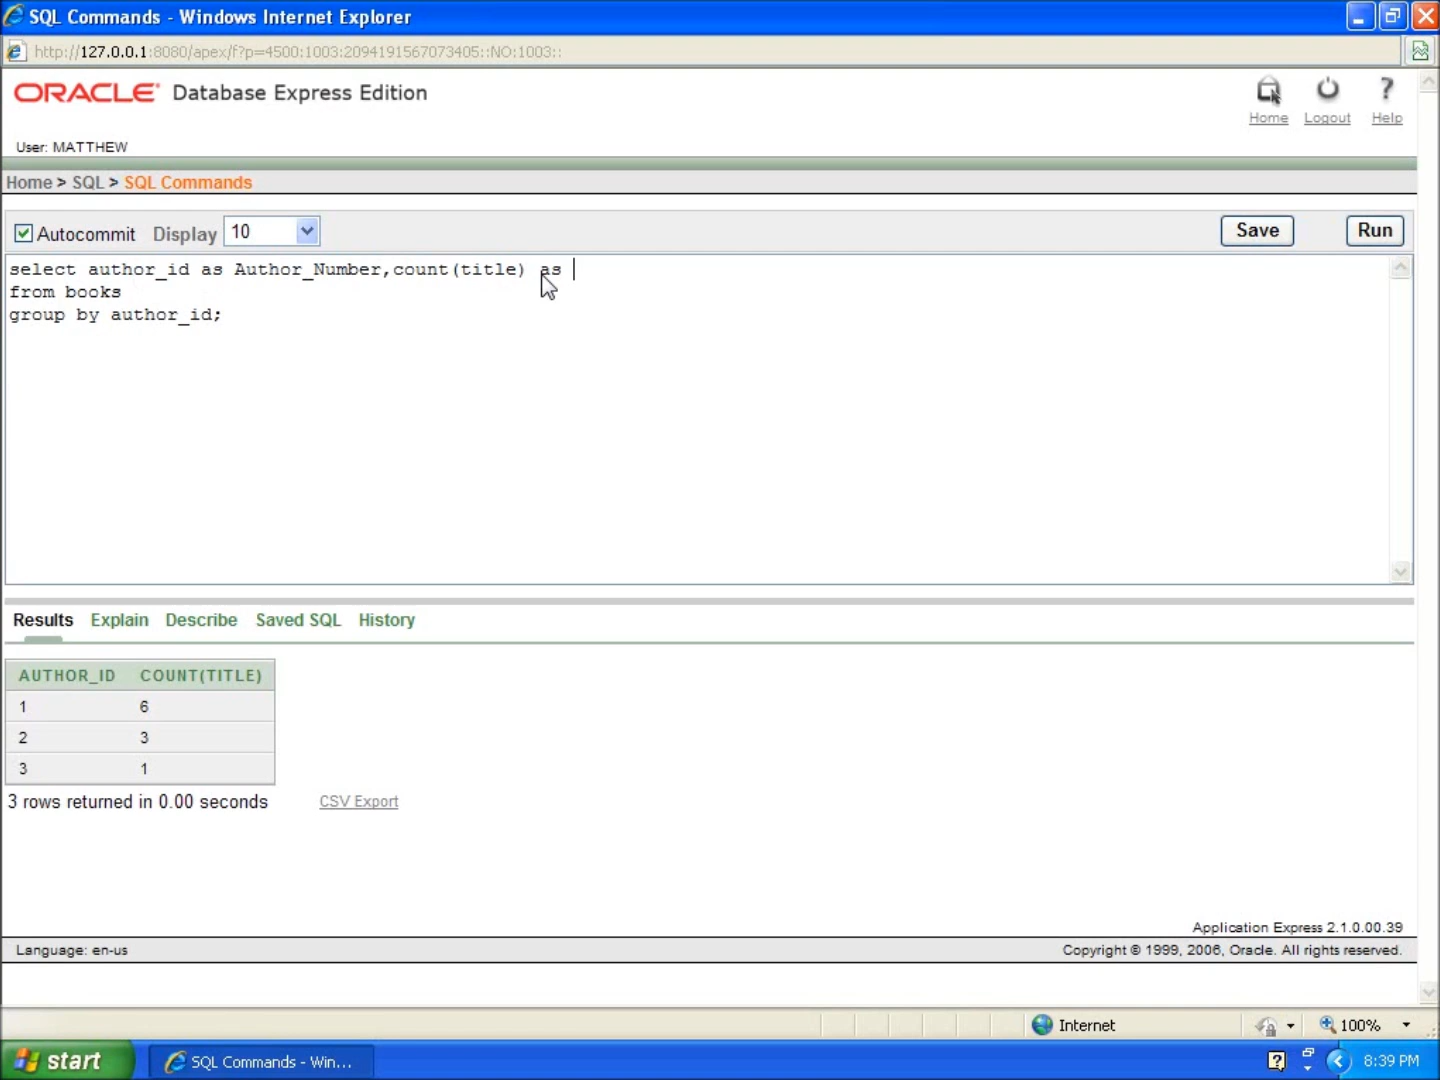 SQL Commands - Windows Internet Explorer
http://127.0.0.1:8080/apex/f?p=4500:1003:2094191567073405::NO:1003::
ORACLE Database Express Edition
Home Logout Help
User: MATTHEW
Home > SQL > SQL Commands
Autocommit Display 10 Save Run
select author_id as Author_Number,count(title) as
from books
group by author_id;
Results Explain Describe Saved SQL History
AUTHOR_ID COUNT(TITLE)
1 6
2 3
3 1
3 rows returned in 0.00 seconds CSV Export
Application Express 2.1.0.00.39
Language: en-us Copyright © 1999, 2006, Oracle. All rights reserved.
Internet 100%
start SQL Commands - Win... 8:39 PM